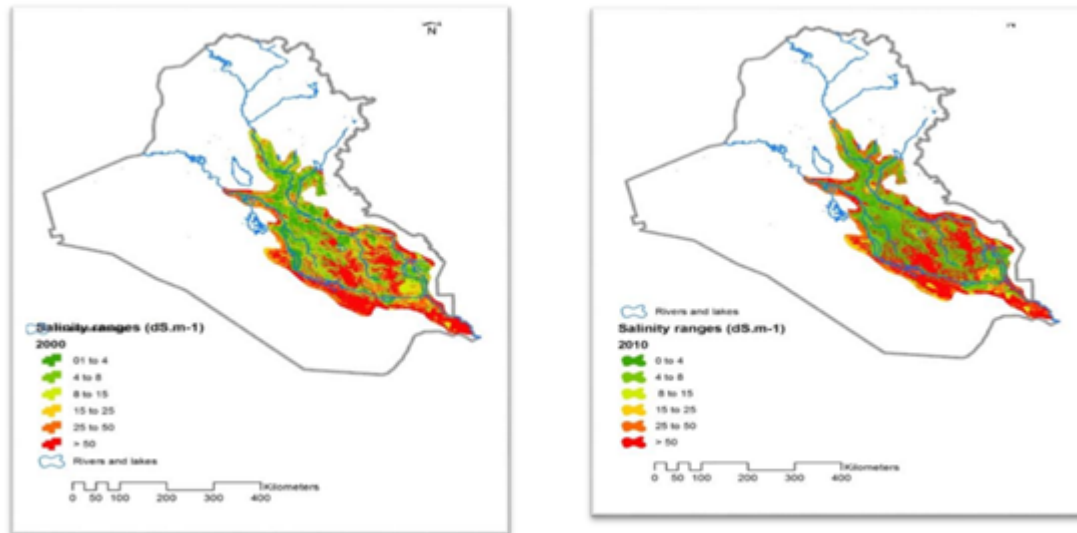 N
Salinity ranges (dS.m-1)
2000
01 to 4
4 to 8
8 to 15
15 to 25
25 to 50
> 50
Rivers and lakes
Kilometers
0 50 100 200 300 400
Rivers and lakes
Salinity ranges (dS.m-1)
2010
0 to 4
4 to 8
8 to 15
15 to 25
25 to 50
> 50
Kilometers
0 50 100 200 300 400